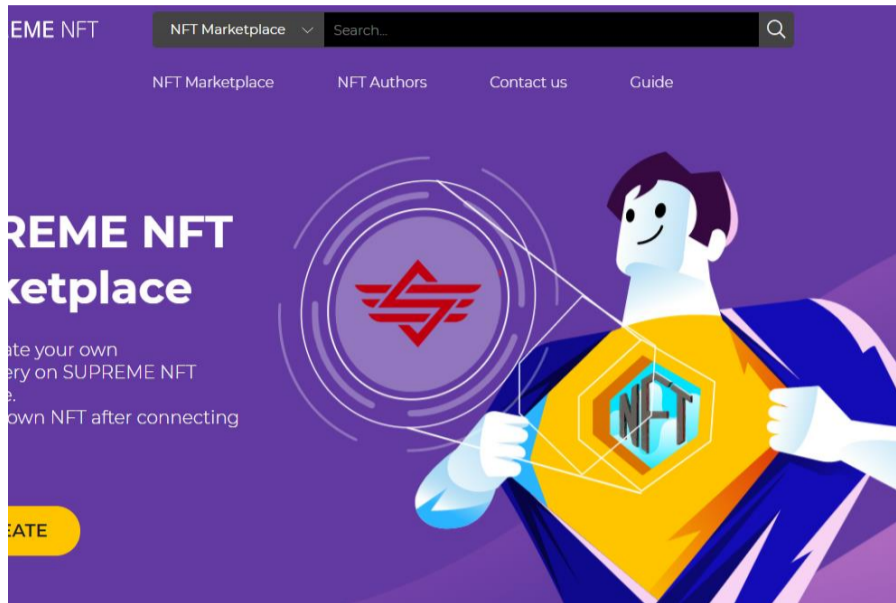 EME NFT
NFT Marketplace
Search...
NFT Marketplace
NFT Authors
Contact us
Guide
REME NFT
ketplace
ate your own
ery on SUPREME NFT
e.
own NFT after connecting
EATE
NFT